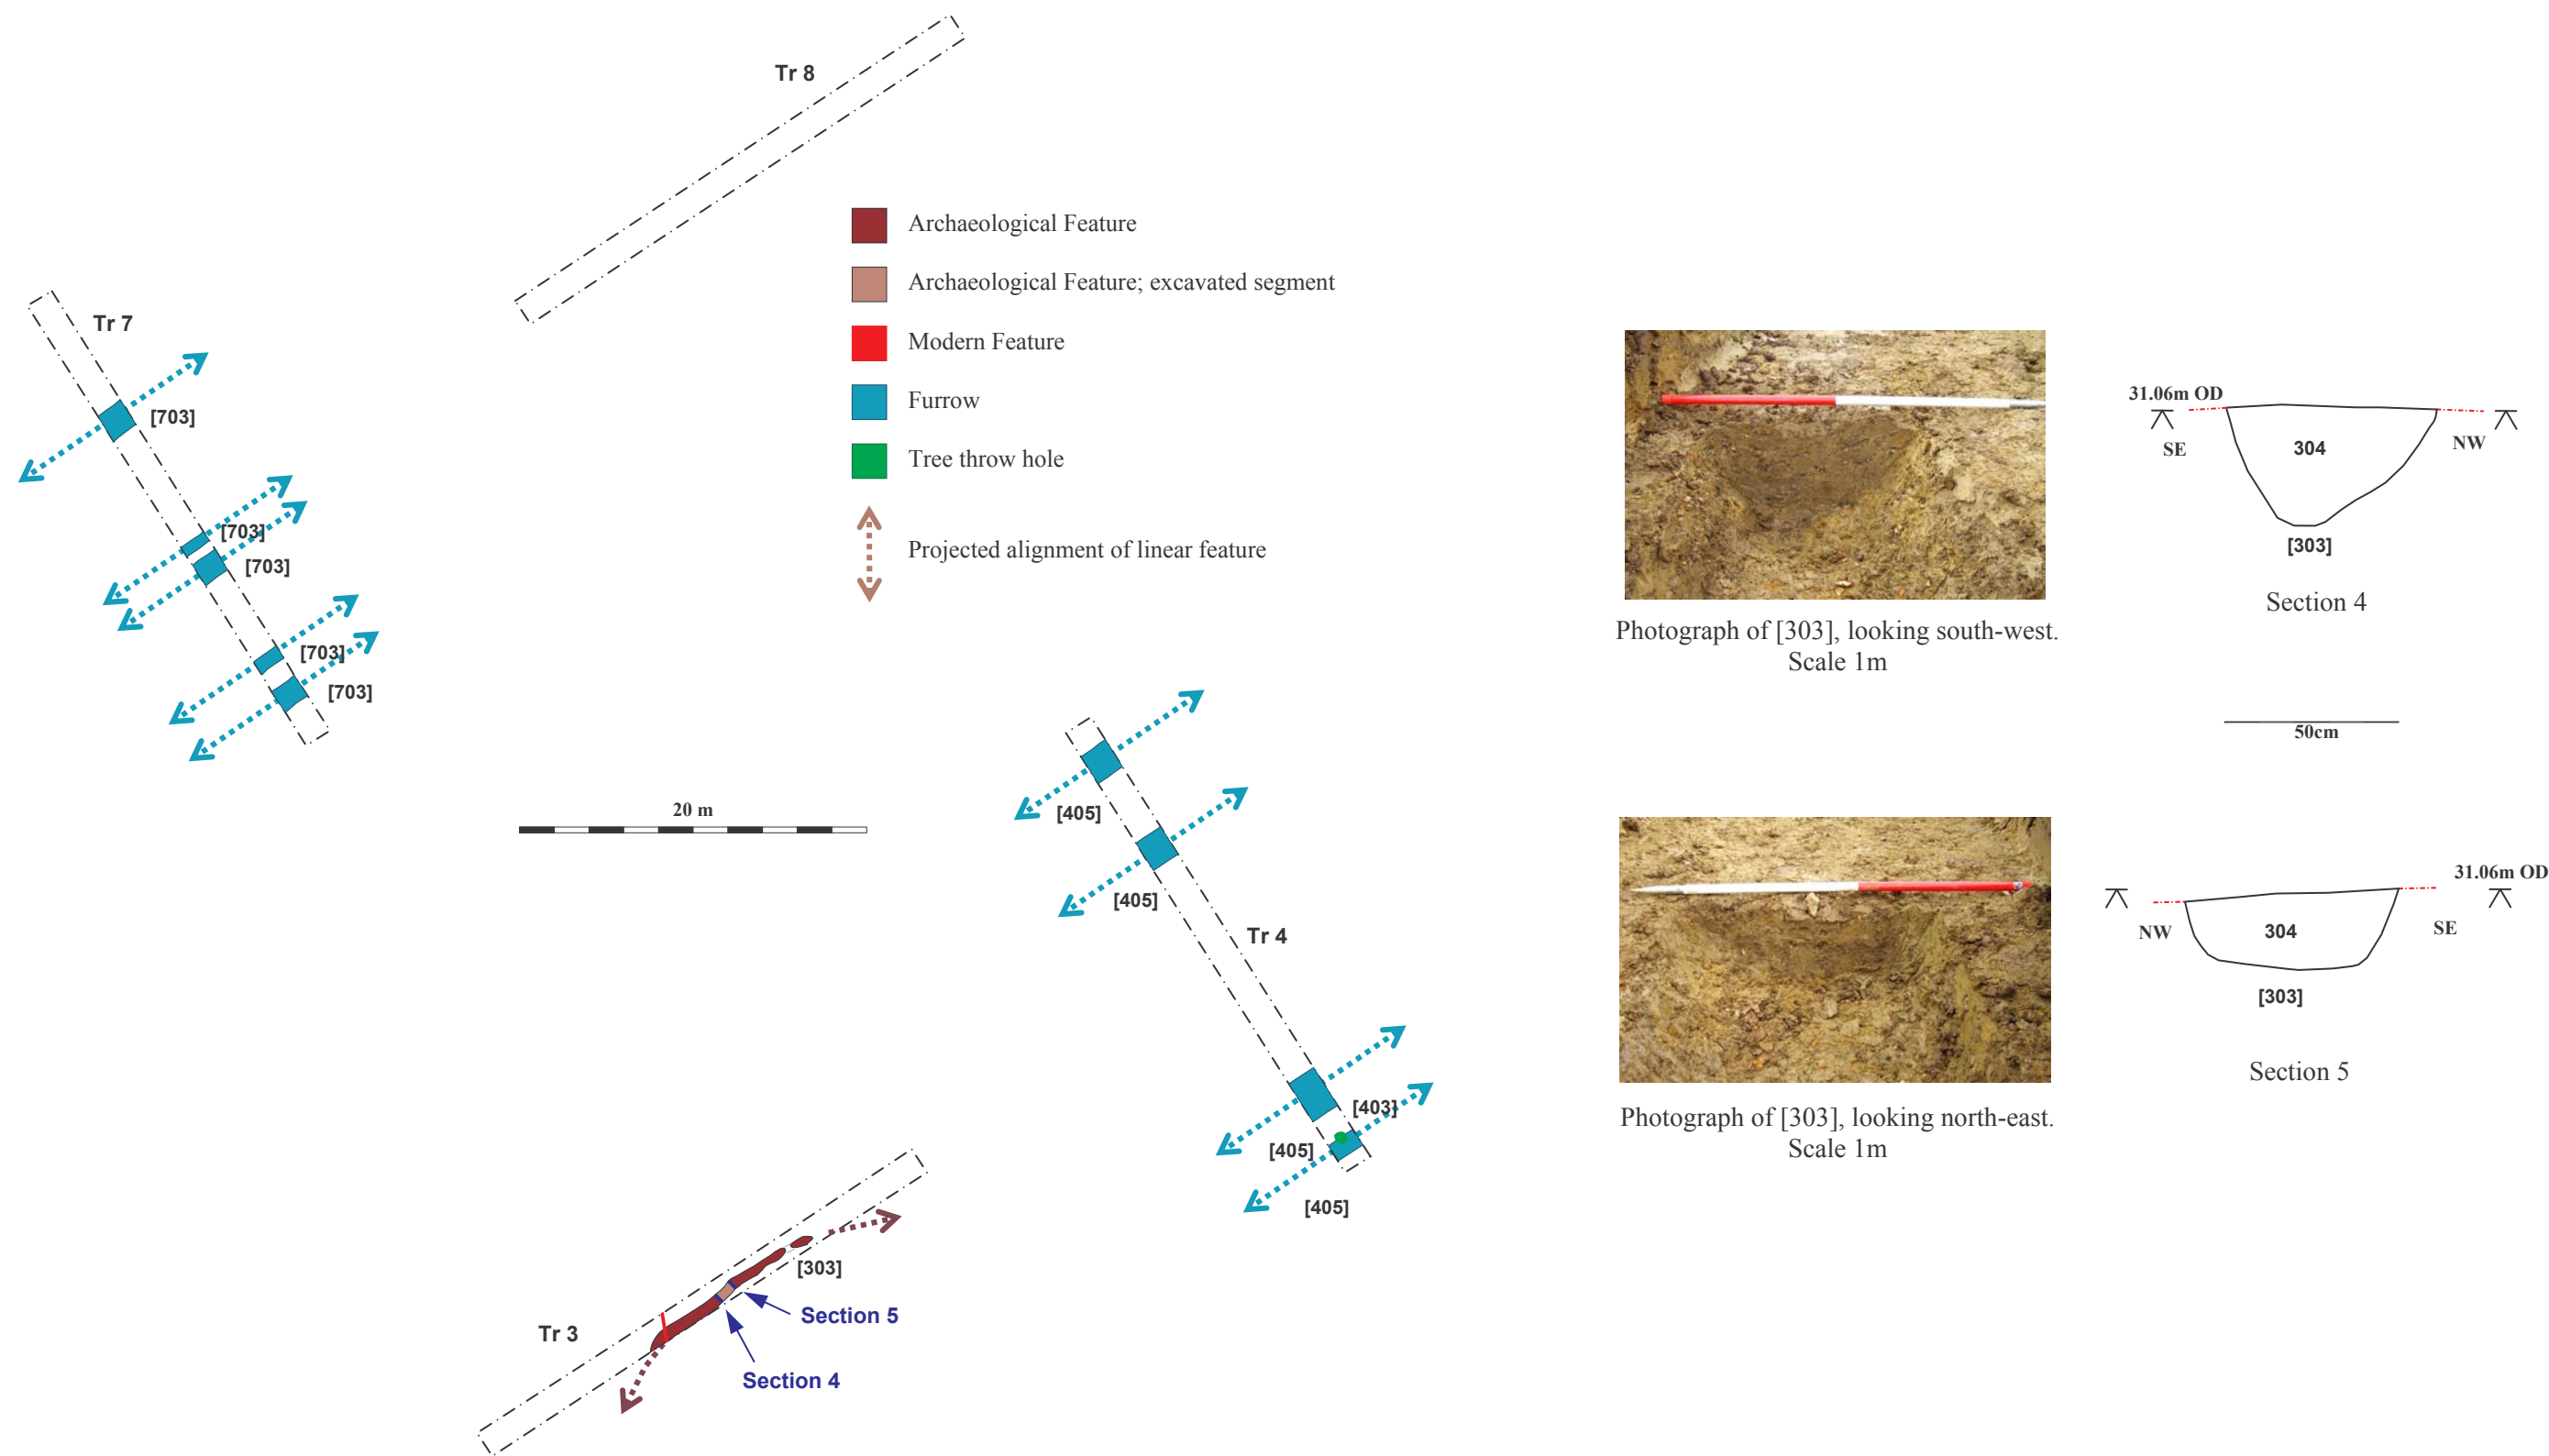 Tr 8
Tr 7
[703]
[703]
[703]
[703]
[703]
Archaeological Feature
Archaeological Feature; excavated segment
Modern Feature
Furrow
Tree throw hole
Projected alignment of linear feature
20 m
[405]
[405]
Tr 4
[403]
[405]
[405]
[303]
Section 5
Tr 3
Section 4
Photograph of [303], looking south-west.
Scale 1m
31.06m OD
SE
304
NW
[303]
Section 4
50cm
Photograph of [303], looking north-east.
Scale 1m
31.06m OD
NW
304
SE
[303]
Section 5